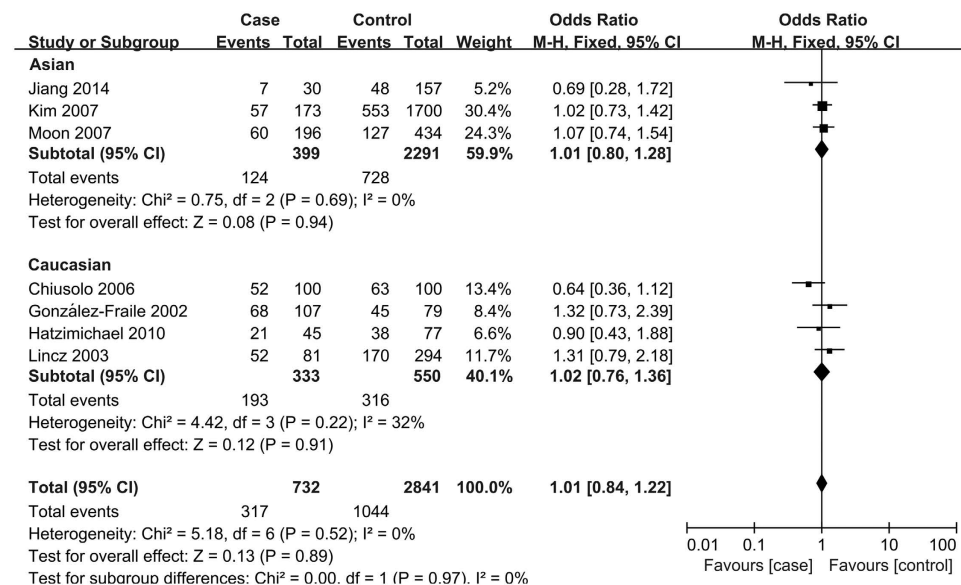 Case Control Odds Ratio Odds Ratio
Study or Subgroup Events Total Events Total Weight M-H, Fixed, 95% CI M-H, Fixed, 95% CI
Asian
Jiang 2014 7 30 48 157 5.2% 0.69 [0.28, 1.72]
Kim 2007 57 173 553 1700 30.4% 1.02 [0.73, 1.42]
Moon 2007 60 196 127 434 24.3% 1.07 [0.74, 1.54]
Subtotal (95% CI) 399 2291 59.9% 1.01 [0.80, 1.28]
Total events 124 728
Heterogeneity: Chi² = 0.75, df = 2 (P = 0.69); I² = 0%
Test for overall effect: Z = 0.08 (P = 0.94)
Caucasian
Chiusolo 2006 52 100 63 100 13.4% 0.64 [0.36, 1.12]
González-Fraile 2002 68 107 45 79 8.4% 1.32 [0.73, 2.39]
Hatzimichael 2010 21 45 38 77 6.6% 0.90 [0.43, 1.88]
Lincz 2003 52 81 170 294 11.7% 1.31 [0.79, 2.18]
Subtotal (95% CI) 333 550 40.1% 1.02 [0.76, 1.36]
Total events 193 316
Heterogeneity: Chi² = 4.42, df = 3 (P = 0.22); I² = 32%
Test for overall effect: Z = 0.12 (P = 0.91)
Total (95% CI) 732 2841 100.0% 1.01 [0.84, 1.22]
Total events 317 1044
Heterogeneity: Chi² = 5.18, df = 6 (P = 0.52); I² = 0%
Test for overall effect: Z = 0.13 (P = 0.89)
Test for subgroup differences: Chi² = 0.00, df = 1 (P = 0.97), I² = 0%
0.01 0.1 1 10 100
Favours [case] Favours [control]